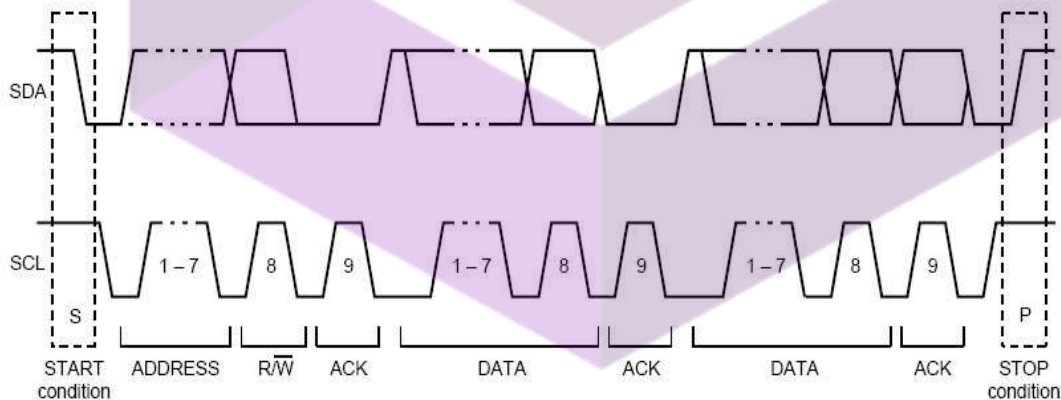 SDA
SCL
1 – 7 8 9 1 – 7 8 9 1 – 7 8 9
S P
START ADDRESS R/W̅ ACK DATA ACK DATA ACK STOP
condition condition